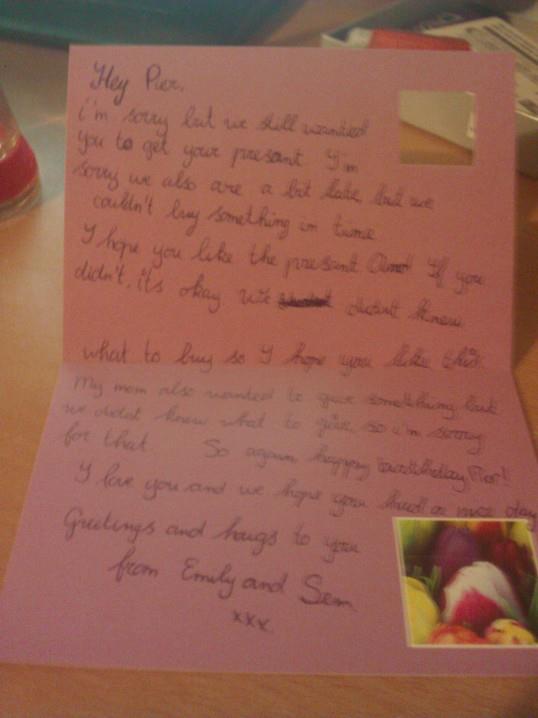 Hey Pier,
i'm sorry but we still wanted
you to get your present. I'm
sorry we also are a bit late, but we
couldn't buy something in time
I hope you like the present. And If you
didn't, it's okay we didn't knew
what to buy so I hope you like this.
My mom also wanted to give something but
we didnt knew what to give, so i'm sorry
for that. So again happy birthday Pier!!
I love you and we hope you had a nice day
Greetings and hugs to you
from Emily and Sem
xxx